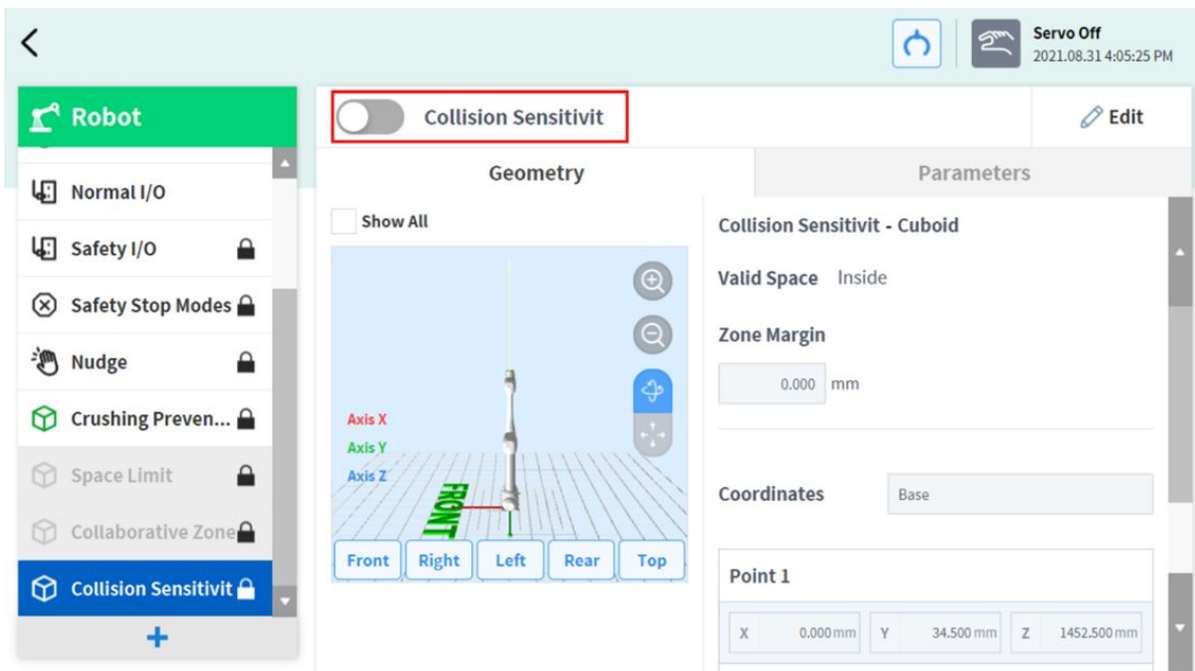 Servo Off
2021.08.31 4:05:25 PM
Robot
Normal I/O
Safety I/O
Safety Stop Modes
Nudge
Crushing Preven...
Space Limit
Collaborative Zone
Collision Sensitivit
Collision Sensitivit
Edit
Geometry
Parameters
Show All
Axis X
Axis Y
Axis Z
FRONT
Front Right Left Rear Top
Collision Sensitivit - Cuboid
Valid Space Inside
Zone Margin
0.000 mm
Coordinates Base
Point 1
X 0.000 mm Y 34.500 mm Z 1452.500 mm